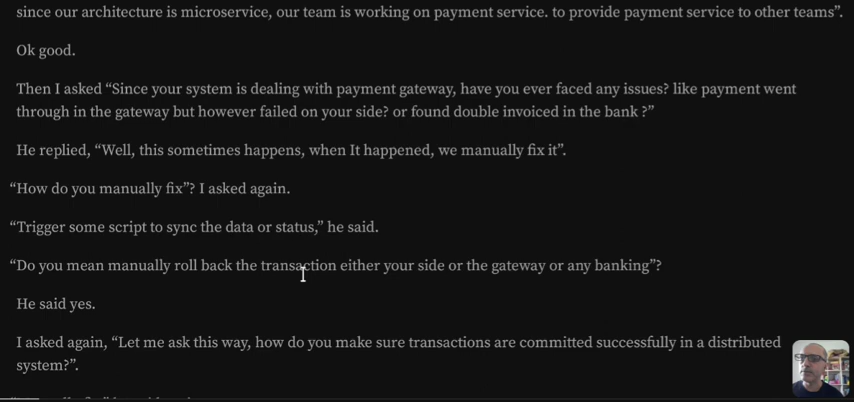 since our architecture is microservice, our team is working on payment service. to provide payment service to other teams”.
Ok good.
Then I asked “Since your system is dealing with payment gateway, have you ever faced any issues? like payment went
through in the gateway but however failed on your side? or found double invoiced in the bank ?”
He replied, “Well, this sometimes happens, when It happened, we manually fix it”.
“How do you manually fix”? I asked again.
“Trigger some script to sync the data or status,” he said.
“Do you mean manually roll back the transaction either your side or the gateway or any banking”?
He said yes.
I asked again, “Let me ask this way, how do you make sure transactions are committed successfully in a distributed
system?”.